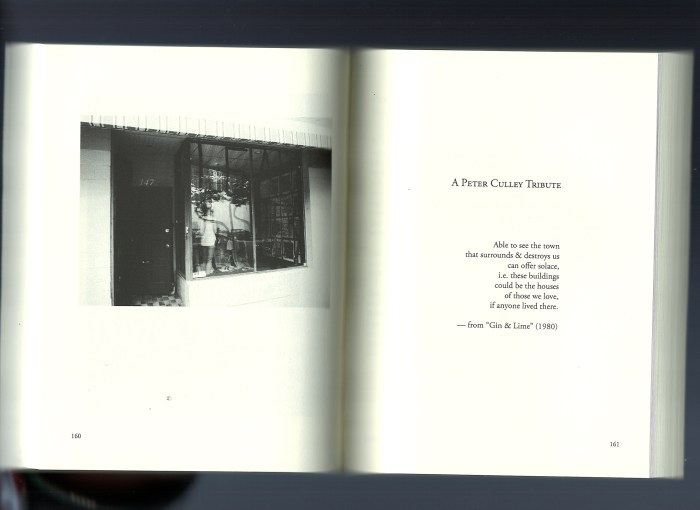 147
160
A PETER CULLEY TRIBUTE
Able to see the town
that surrounds & destroys us
can offer solace,
i.e. these buildings
could be the houses
of those we love,
if anyone lived there.
— from "Gin & Lime" (1980)
161